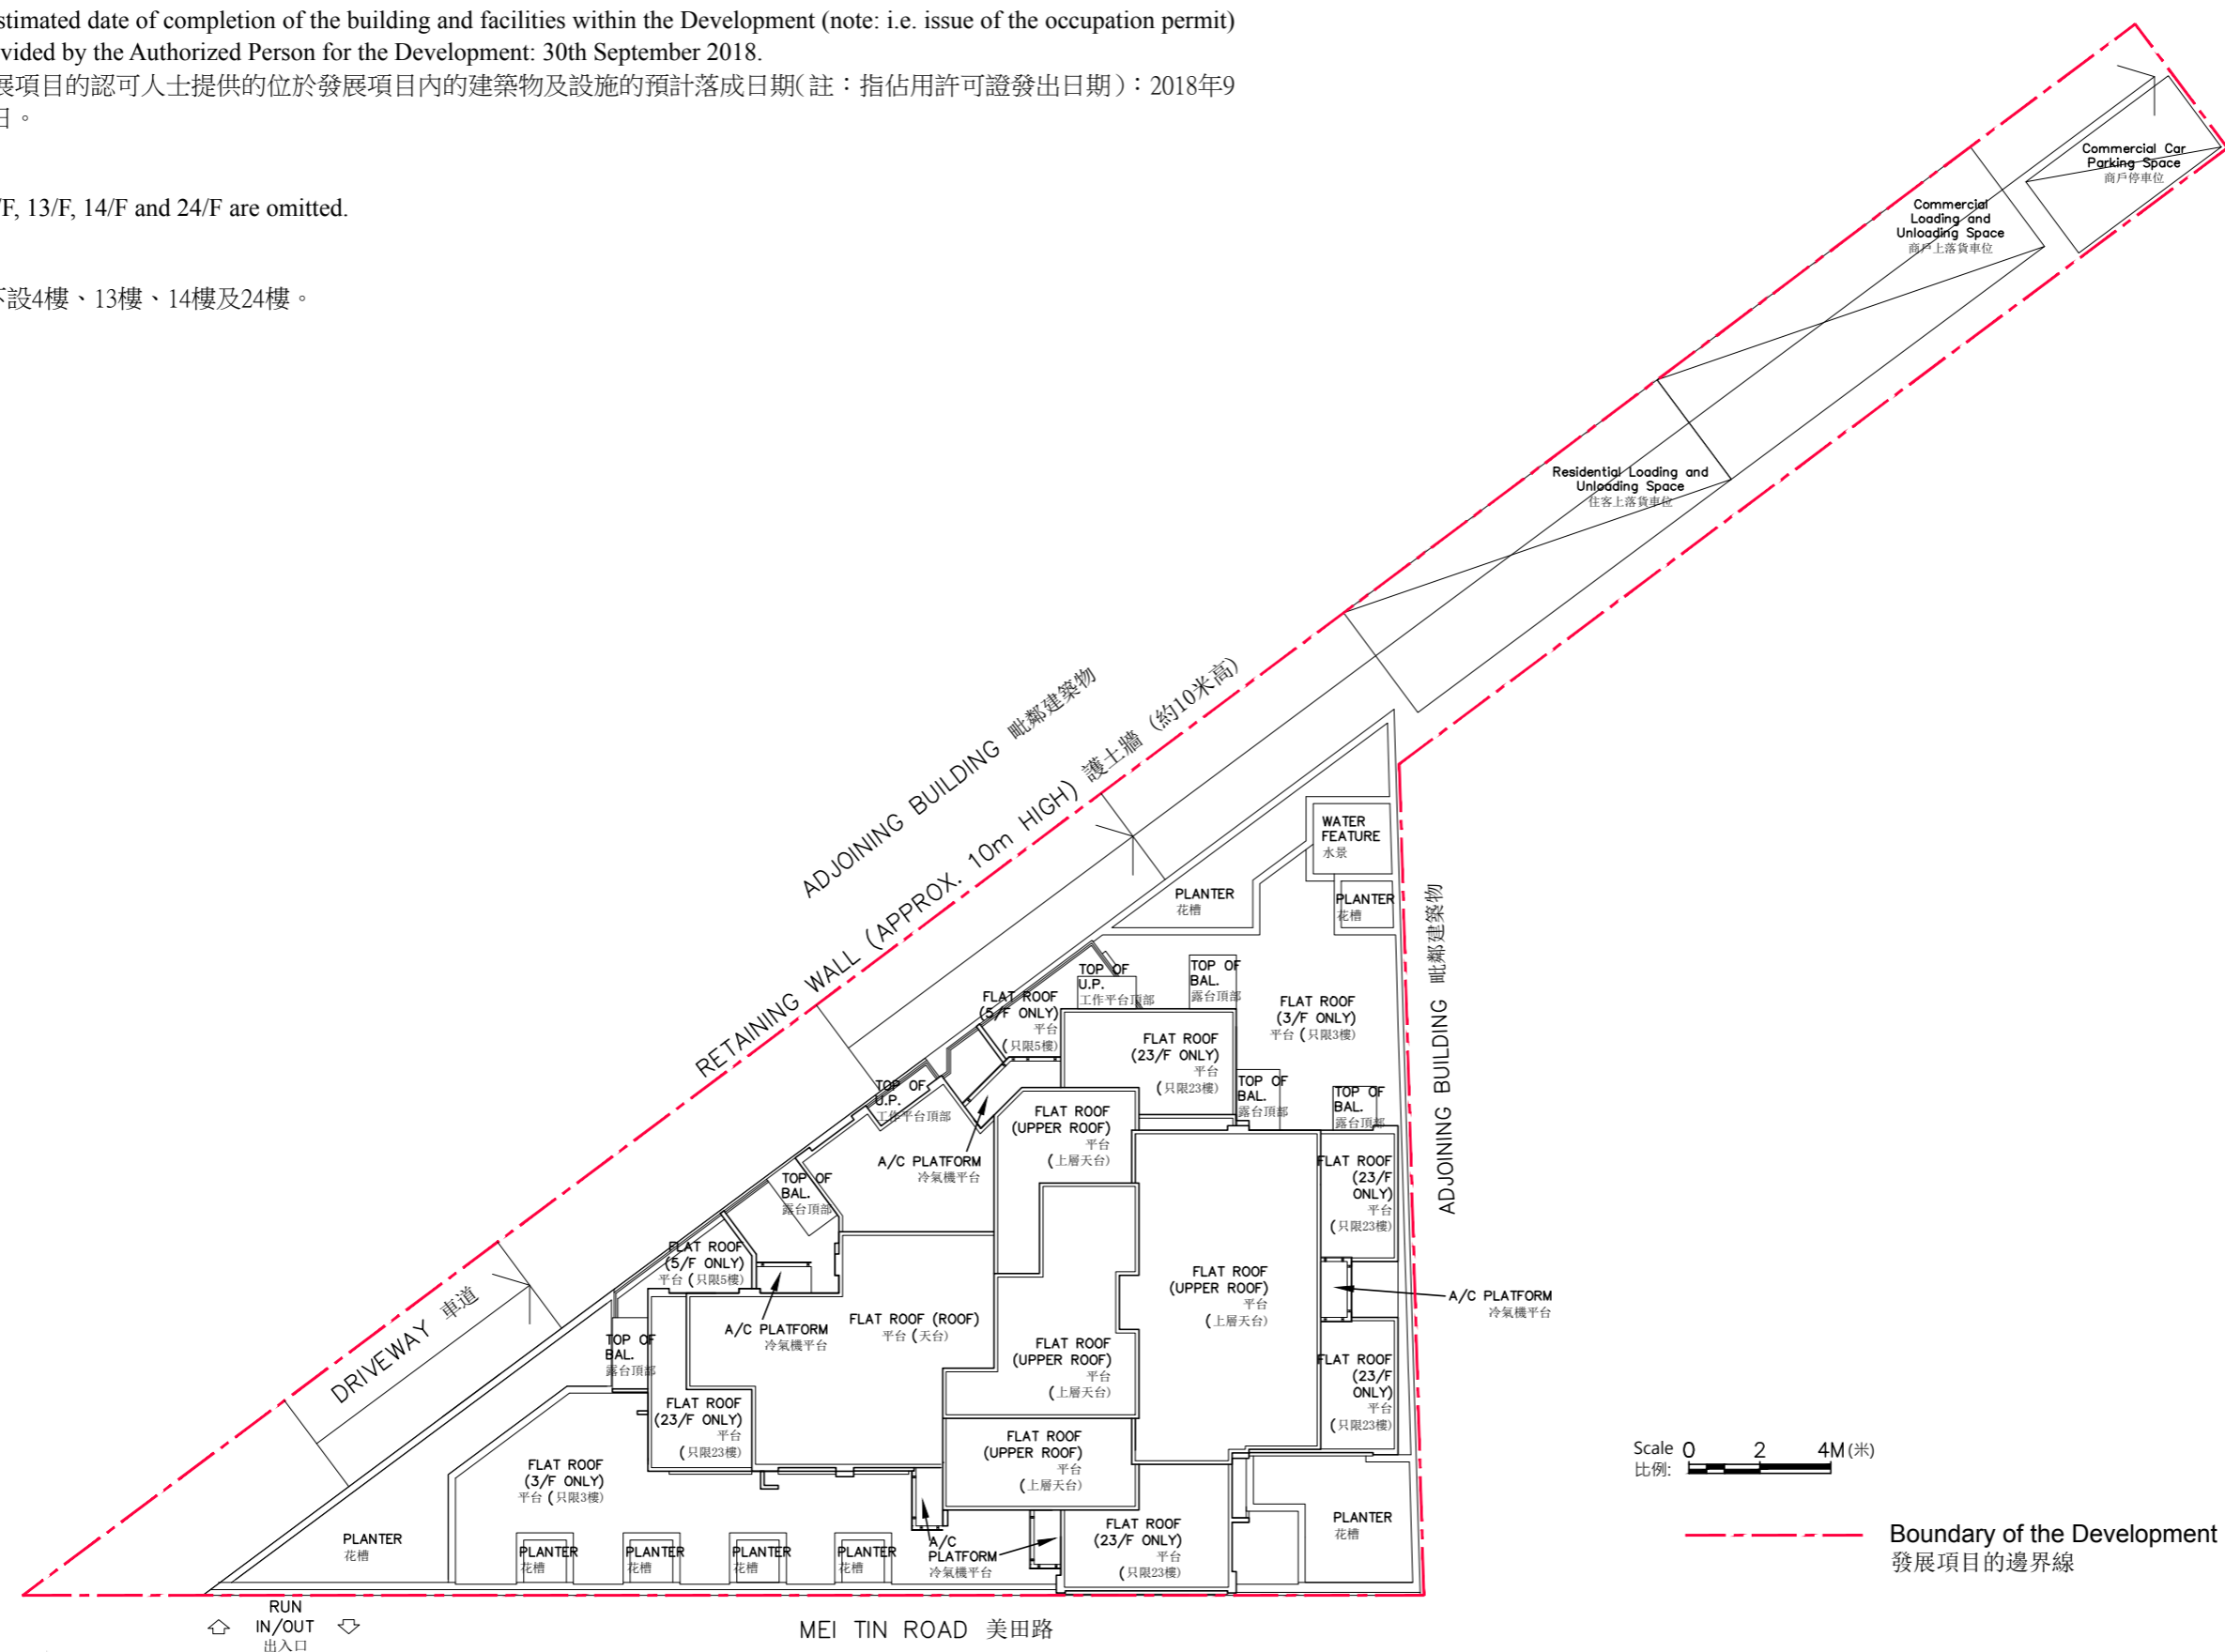 stimated date of completion of the building and facilities within the Development (note: i.e. issue of the occupation permit)
vided by the Authorized Person for the Development: 30th September 2018.
展項目的認可人士提供的位於發展項目內的建築物及設施的預計落成日期(註：指佔用許可證發出日期)：2018年9
日。
/F, 13/F, 14/F and 24/F are omitted.
設4樓、13樓、14樓及24樓。
Commercial Car
Parking Space
商戶停車位
Commercial
Loading and
Unloading Space
商戶上落貨車位
Residential Loading and
Unloading Space
住客上落貨車位
ADJOINING BUILDING 毗鄰建築物
RETAINING WALL (APPROX. 10m HIGH) 護土牆 (約10米高)
DRIVEWAY 車道
WATER
FEATURE
水景
PLANTER
花槽
PLANTER
花槽
ADJOINING BUILDING 毗鄰建築物
TOP OF
U.P.
工作平台頂部
TOP OF
BAL.
露台頂部
FLAT ROOF
(5/F ONLY)
平台
(只限5樓)
FLAT ROOF
(3/F ONLY)
平台 (只限3樓)
FLAT ROOF
(23/F ONLY)
平台
(只限23樓)
TOP OF
U.P.
工作平台頂部
TOP OF
BAL.
露台頂部
TOP OF
BAL.
露台頂部
FLAT ROOF
(UPPER ROOF)
平台
(上層天台)
A/C PLATFORM
冷氣機平台
TOP OF
BAL.
露台頂部
FLAT ROOF
(23/F
ONLY)
平台
(只限23樓)
FLAT ROOF
(5/F ONLY)
平台 (只限5樓)
FLAT ROOF
(UPPER ROOF)
平台
(上層天台)
A/C PLATFORM
冷氣機平台
A/C PLATFORM
冷氣機平台
FLAT ROOF (ROOF)
平台 (天台)
TOP OF
BAL.
露台頂部
FLAT ROOF
(UPPER ROOF)
平台
(上層天台)
FLAT ROOF
(23/F
ONLY)
平台
(只限23樓)
FLAT ROOF
(23/F ONLY)
平台
(只限23樓)
FLAT ROOF
(UPPER ROOF)
平台
(上層天台)
FLAT ROOF
(3/F ONLY)
平台 (只限3樓)
PLANTER
花槽
PLANTER
花槽
PLANTER
花槽
PLANTER
花槽
PLANTER
花槽
A/C
PLATFORM
冷氣機平台
FLAT ROOF
(23/F ONLY)
平台
(只限23樓)
PLANTER
花槽
Scale 0 2 4M(米)
比例:
Boundary of the Development
發展項目的邊界線
RUN
IN/OUT
出入口
MEI TIN ROAD 美田路